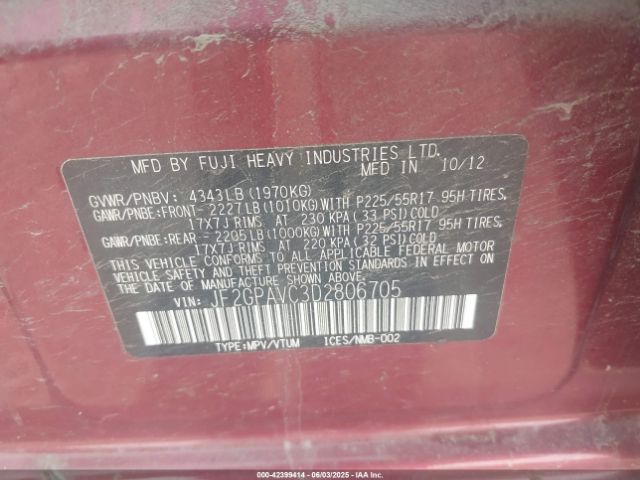 MFD BY FUJI HEAVY INDUSTRIES LTD.
MADE IN 10/12
GVWR/PNBV: 4343LB(1970KG)
GAWR/PNBE:FRONT- 2227LB(1010KG)WITH P225/55R17 95H TIRES,
17X7J RIMS AT 230 KPA(33 PSI)COLD
GAWR/PNBE:REAR- 2205LB(1000KG)WITH P225/55R17 95H TIRES,
17X7J RIMS AT 220 KPA(32 PSI)COLD
THIS VEHICLE CONFORMS TO ALL APPLICABLE FEDERAL MOTOR
VEHICLE SAFETY AND THEFT PREVENTION STANDARDS IN EFFECT ON
THE DATE OF MANUFACTURE SHOWN ABOVE.
VIN: JF2GPAVC3D2806705
TYPE:MPV/VTUM ICES/NMB-002
00-42399414 - 06/03/2025 - © IAA, LLC